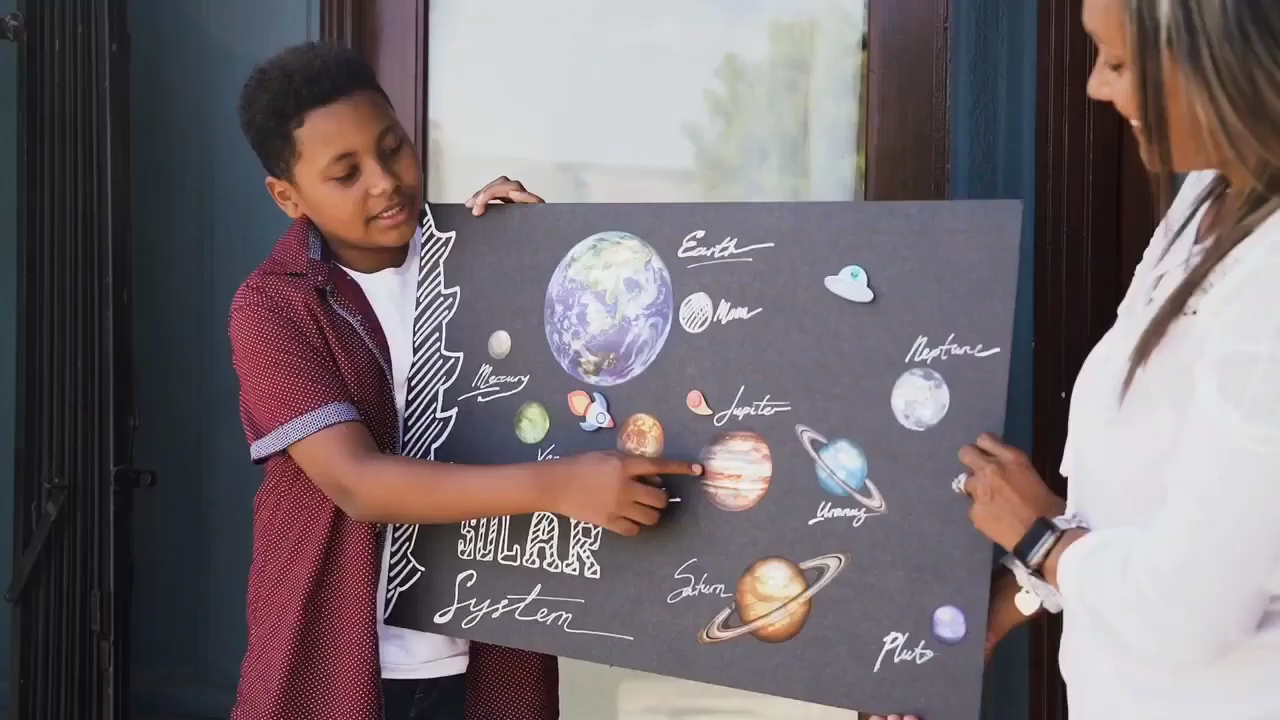 Earth
Moon
Neptune
Mercury
Jupiter
Uranus
SOLAR
System
Saturn
Pluto